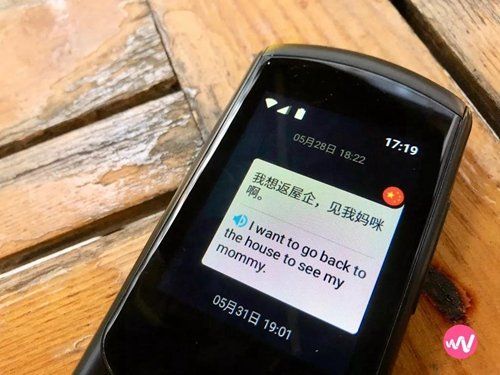 17:19
05月28日 18:22
我想返屋企，见我妈咪
啊。
I want to go back to
the house to see my
mommy.
05月31日 19:01